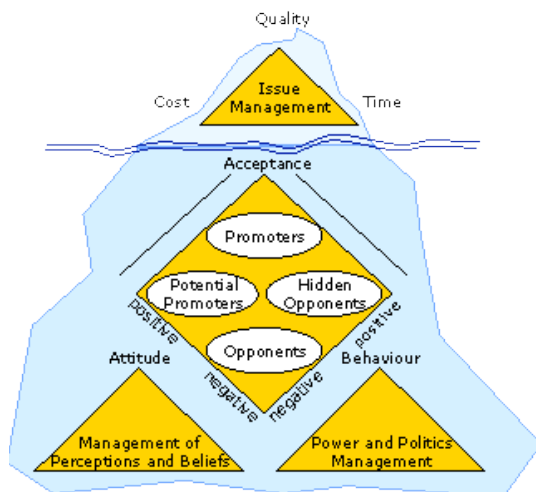 Quality
Cost
Issue
Management
Time
Acceptance
Promoters
Potential
Promoters
Hidden
Opponents
Opponents
positive
negative
negative
positive
Attitude
Behaviour
Management of
Perceptions and Beliefs
Power and Politics
Management